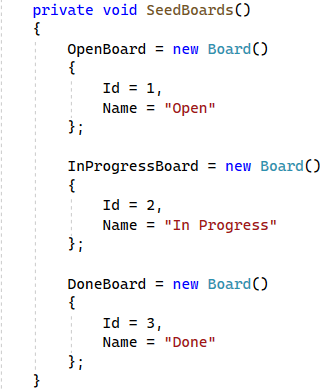 private void SeedBoards()
{
    OpenBoard = new Board()
    {
        Id = 1,
        Name = "Open"
    };

    InProgressBoard = new Board()
    {
        Id = 2,
        Name = "In Progress"
    };

    DoneBoard = new Board()
    {
        Id = 3,
        Name = "Done"
    };
}